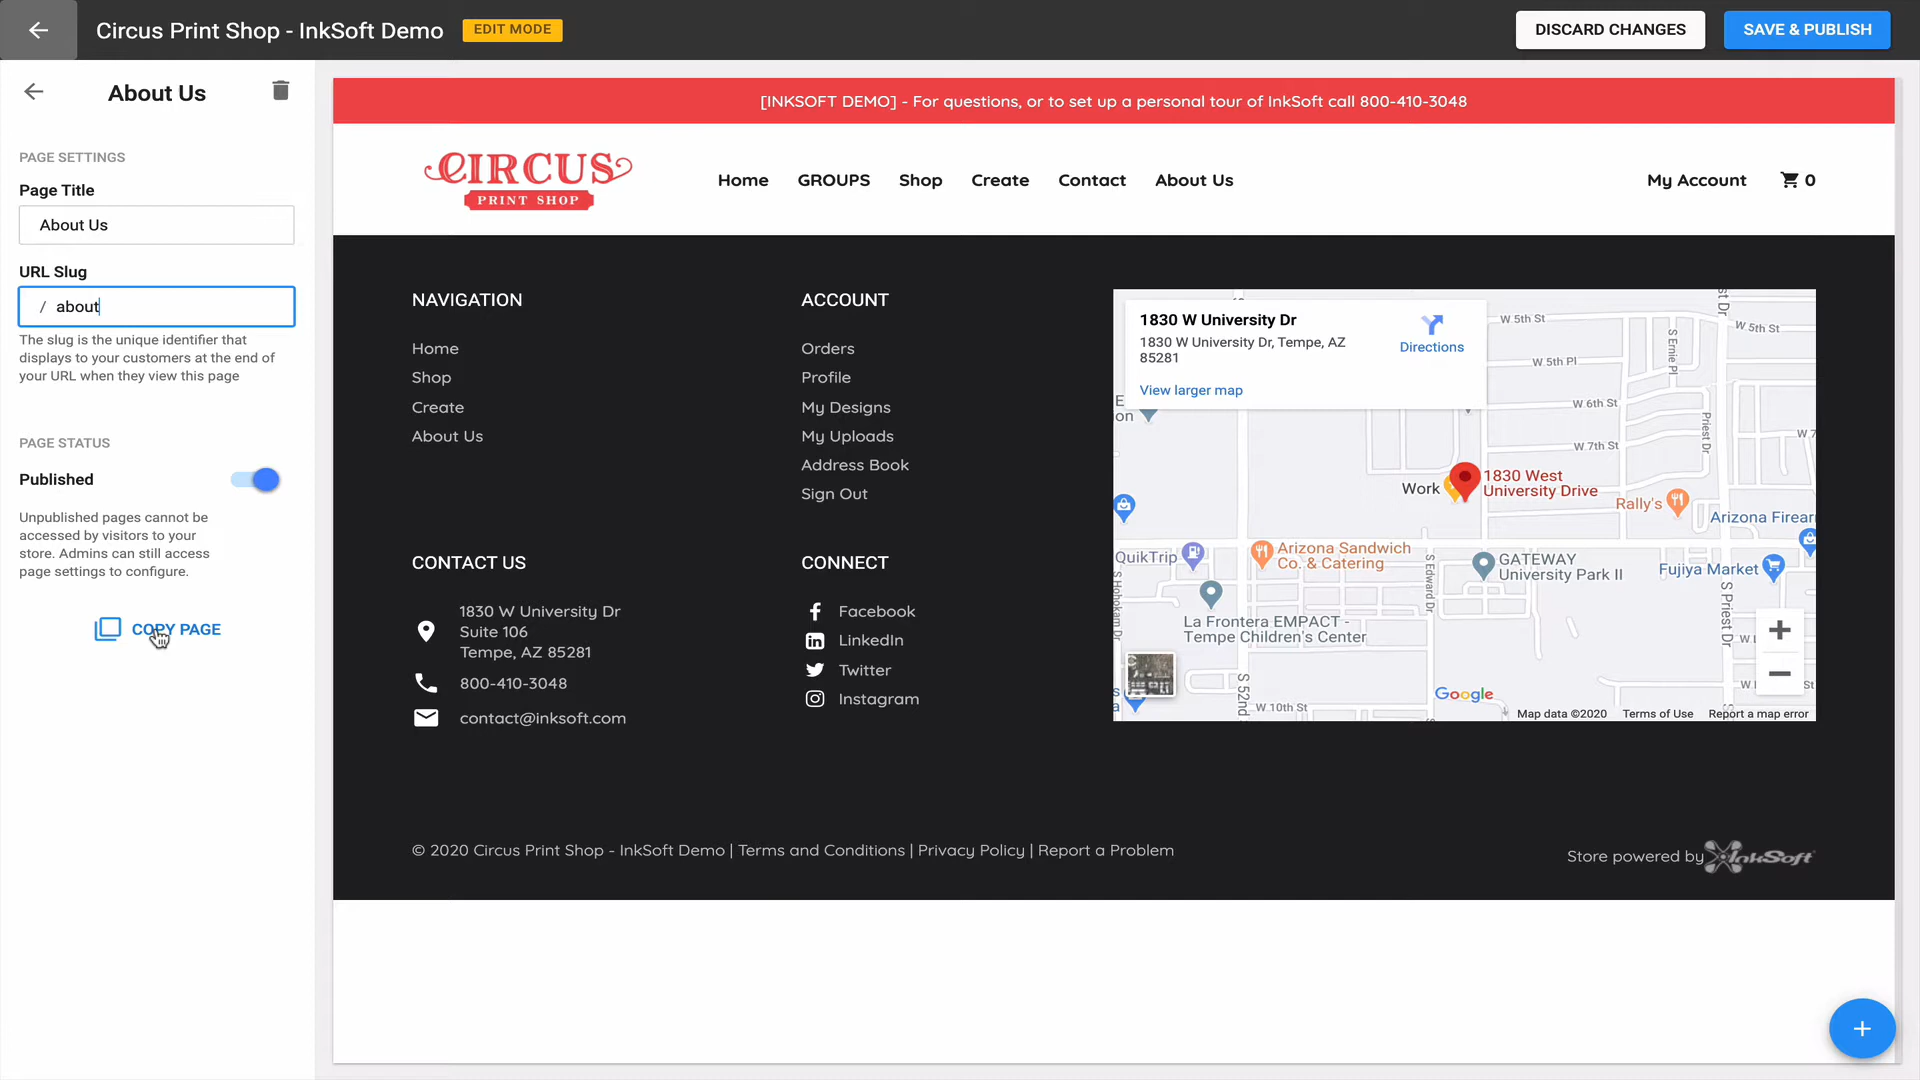 Circus Print Shop - InkSoft Demo
EDIT MODE
DISCARD CHANGES
SAVE & PUBLISH
About Us
PAGE SETTINGS
Page Title
About Us
URL Slug
/ about
The slug is the unique identifier that
displays to your customers at the end of
your URL when they view this page
PAGE STATUS
Published
Unpublished pages cannot be
accessed by visitors to your
store. Admins can still access
page settings to configure.
COPY PAGE
[INKSOFT DEMO] - For questions, or to set up a personal tour of InkSoft call 800-410-3048
CIRCUS
PRINT SHOP
Home
GROUPS
Shop
Create
Contact
About Us
My Account
0
NAVIGATION
Home
Shop
Create
About Us
ACCOUNT
Orders
Profile
My Designs
My Uploads
Address Book
Sign Out
CONTACT US
1830 W University Dr
Suite 106
Tempe, AZ 85281
800-410-3048
contact@inksoft.com
CONNECT
Facebook
LinkedIn
Twitter
Instagram
1830 W University Dr
1830 W University Dr, Tempe, AZ
85281
Directions
View larger map
W 5th St
W 5th St
S Ernie Pl
W 5th Pl
W 6th St
Priest Dr
W 7th St
W 7
Work
1830 West
University Drive
Rally's
Arizona Firear
QuikTrip
Arizona Sandwich
Co. & Catering
S Edward Dr
GATEWAY
University Park II
Fujiya Market
S Priest Dr
La Frontera EMPACT -
Tempe Children's Center
S 52nd
W 10th St
Google
Map data ©2020
Terms of Use
Report a map error
© 2020 Circus Print Shop - InkSoft Demo | Terms and Conditions | Privacy Policy | Report a Problem
Store powered by InkSoft